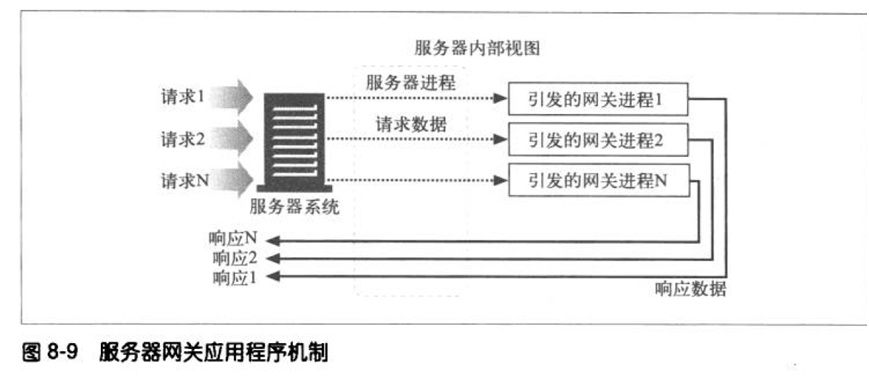 服务器内部视图
服务器进程
请求1
引发的网关进程1
请求数据
请求2
引发的网关进程2
请求N
引发的网关进程N
服务器系统
响应N
响应2
响应1
响应数据
图 8-9 服务器网关应用程序机制